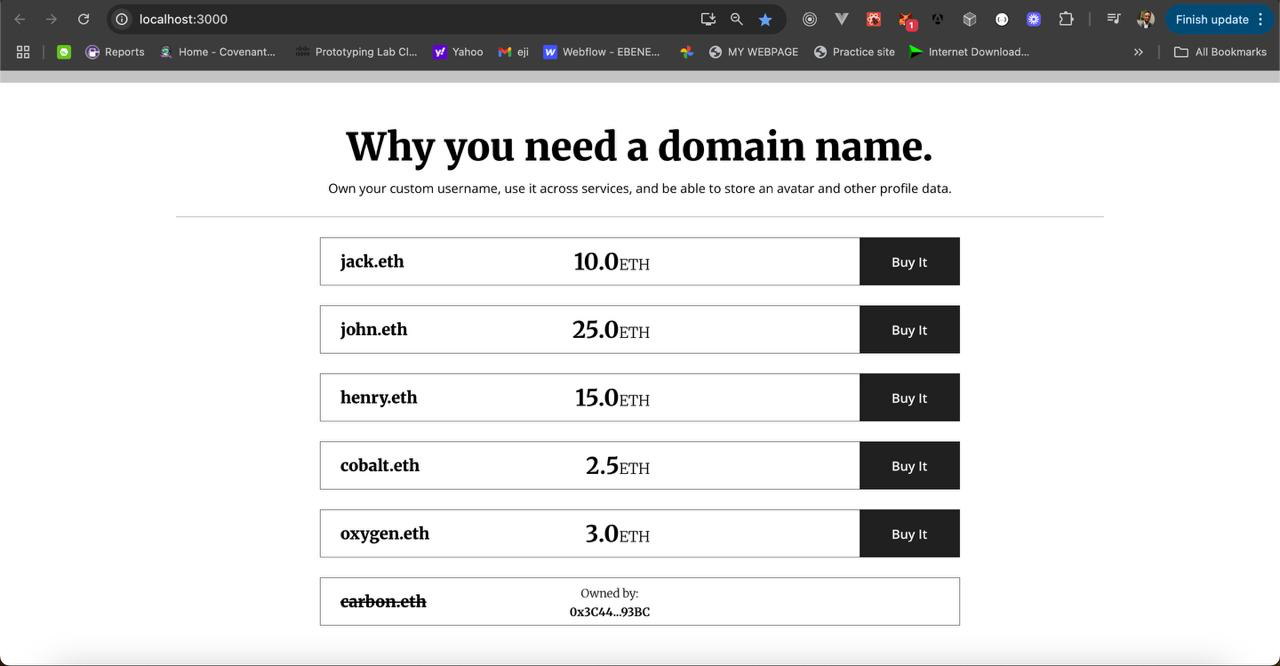 localhost:3000
1
Finish update
Reports
Home - Covenant...
Prototyping Lab Cl...
Yahoo
eji
Webflow - EBENE...
MY WEBPAGE
Practice site
Internet Download...
»
All Bookmarks
Why you need a domain name.
Own your custom username, use it across services, and be able to store an avatar and other profile data.
jack.eth 10.0ETH Buy It
john.eth 25.0ETH Buy It
henry.eth 15.0ETH Buy It
cobalt.eth 2.5ETH Buy It
oxygen.eth 3.0ETH Buy It
carbon.eth Owned by:
0x3C44...93BC